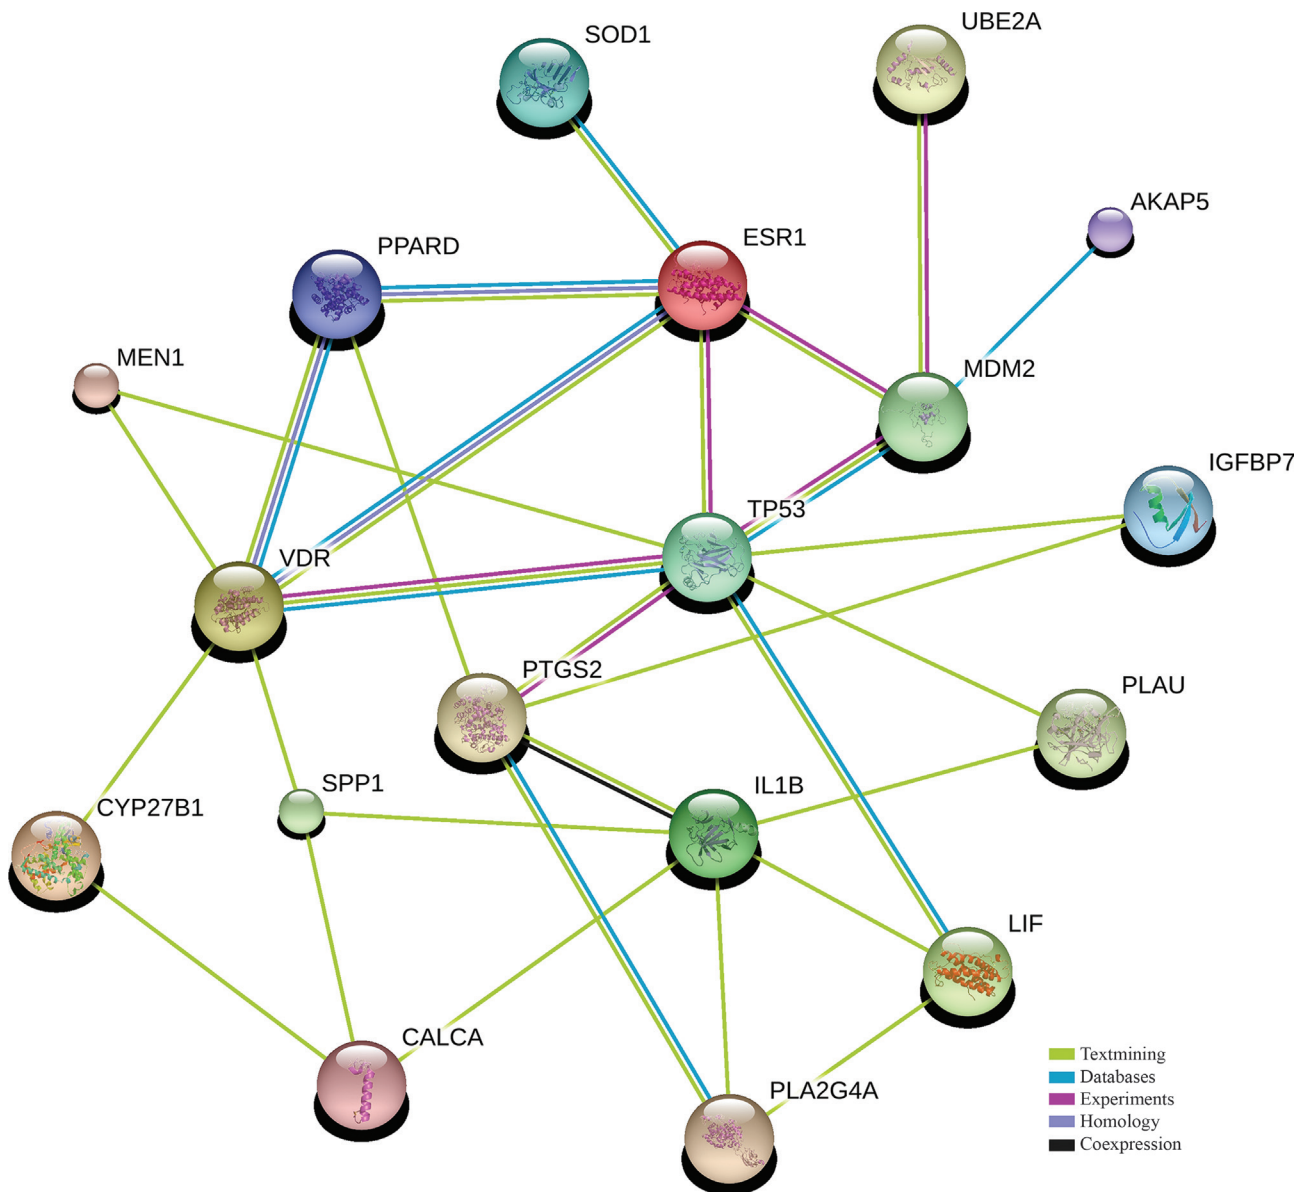 SOD1
UBE2A
AKAP5
PPARD
ESR1
MEN1
MDM2
IGFBP7
TP53
VDR
PTGS2
PLAU
SPP1
IL1B
CYP27B1
LIF
CALCA
PLA2G4A
Textmining
Databases
Experiments
Homology
Coexpression